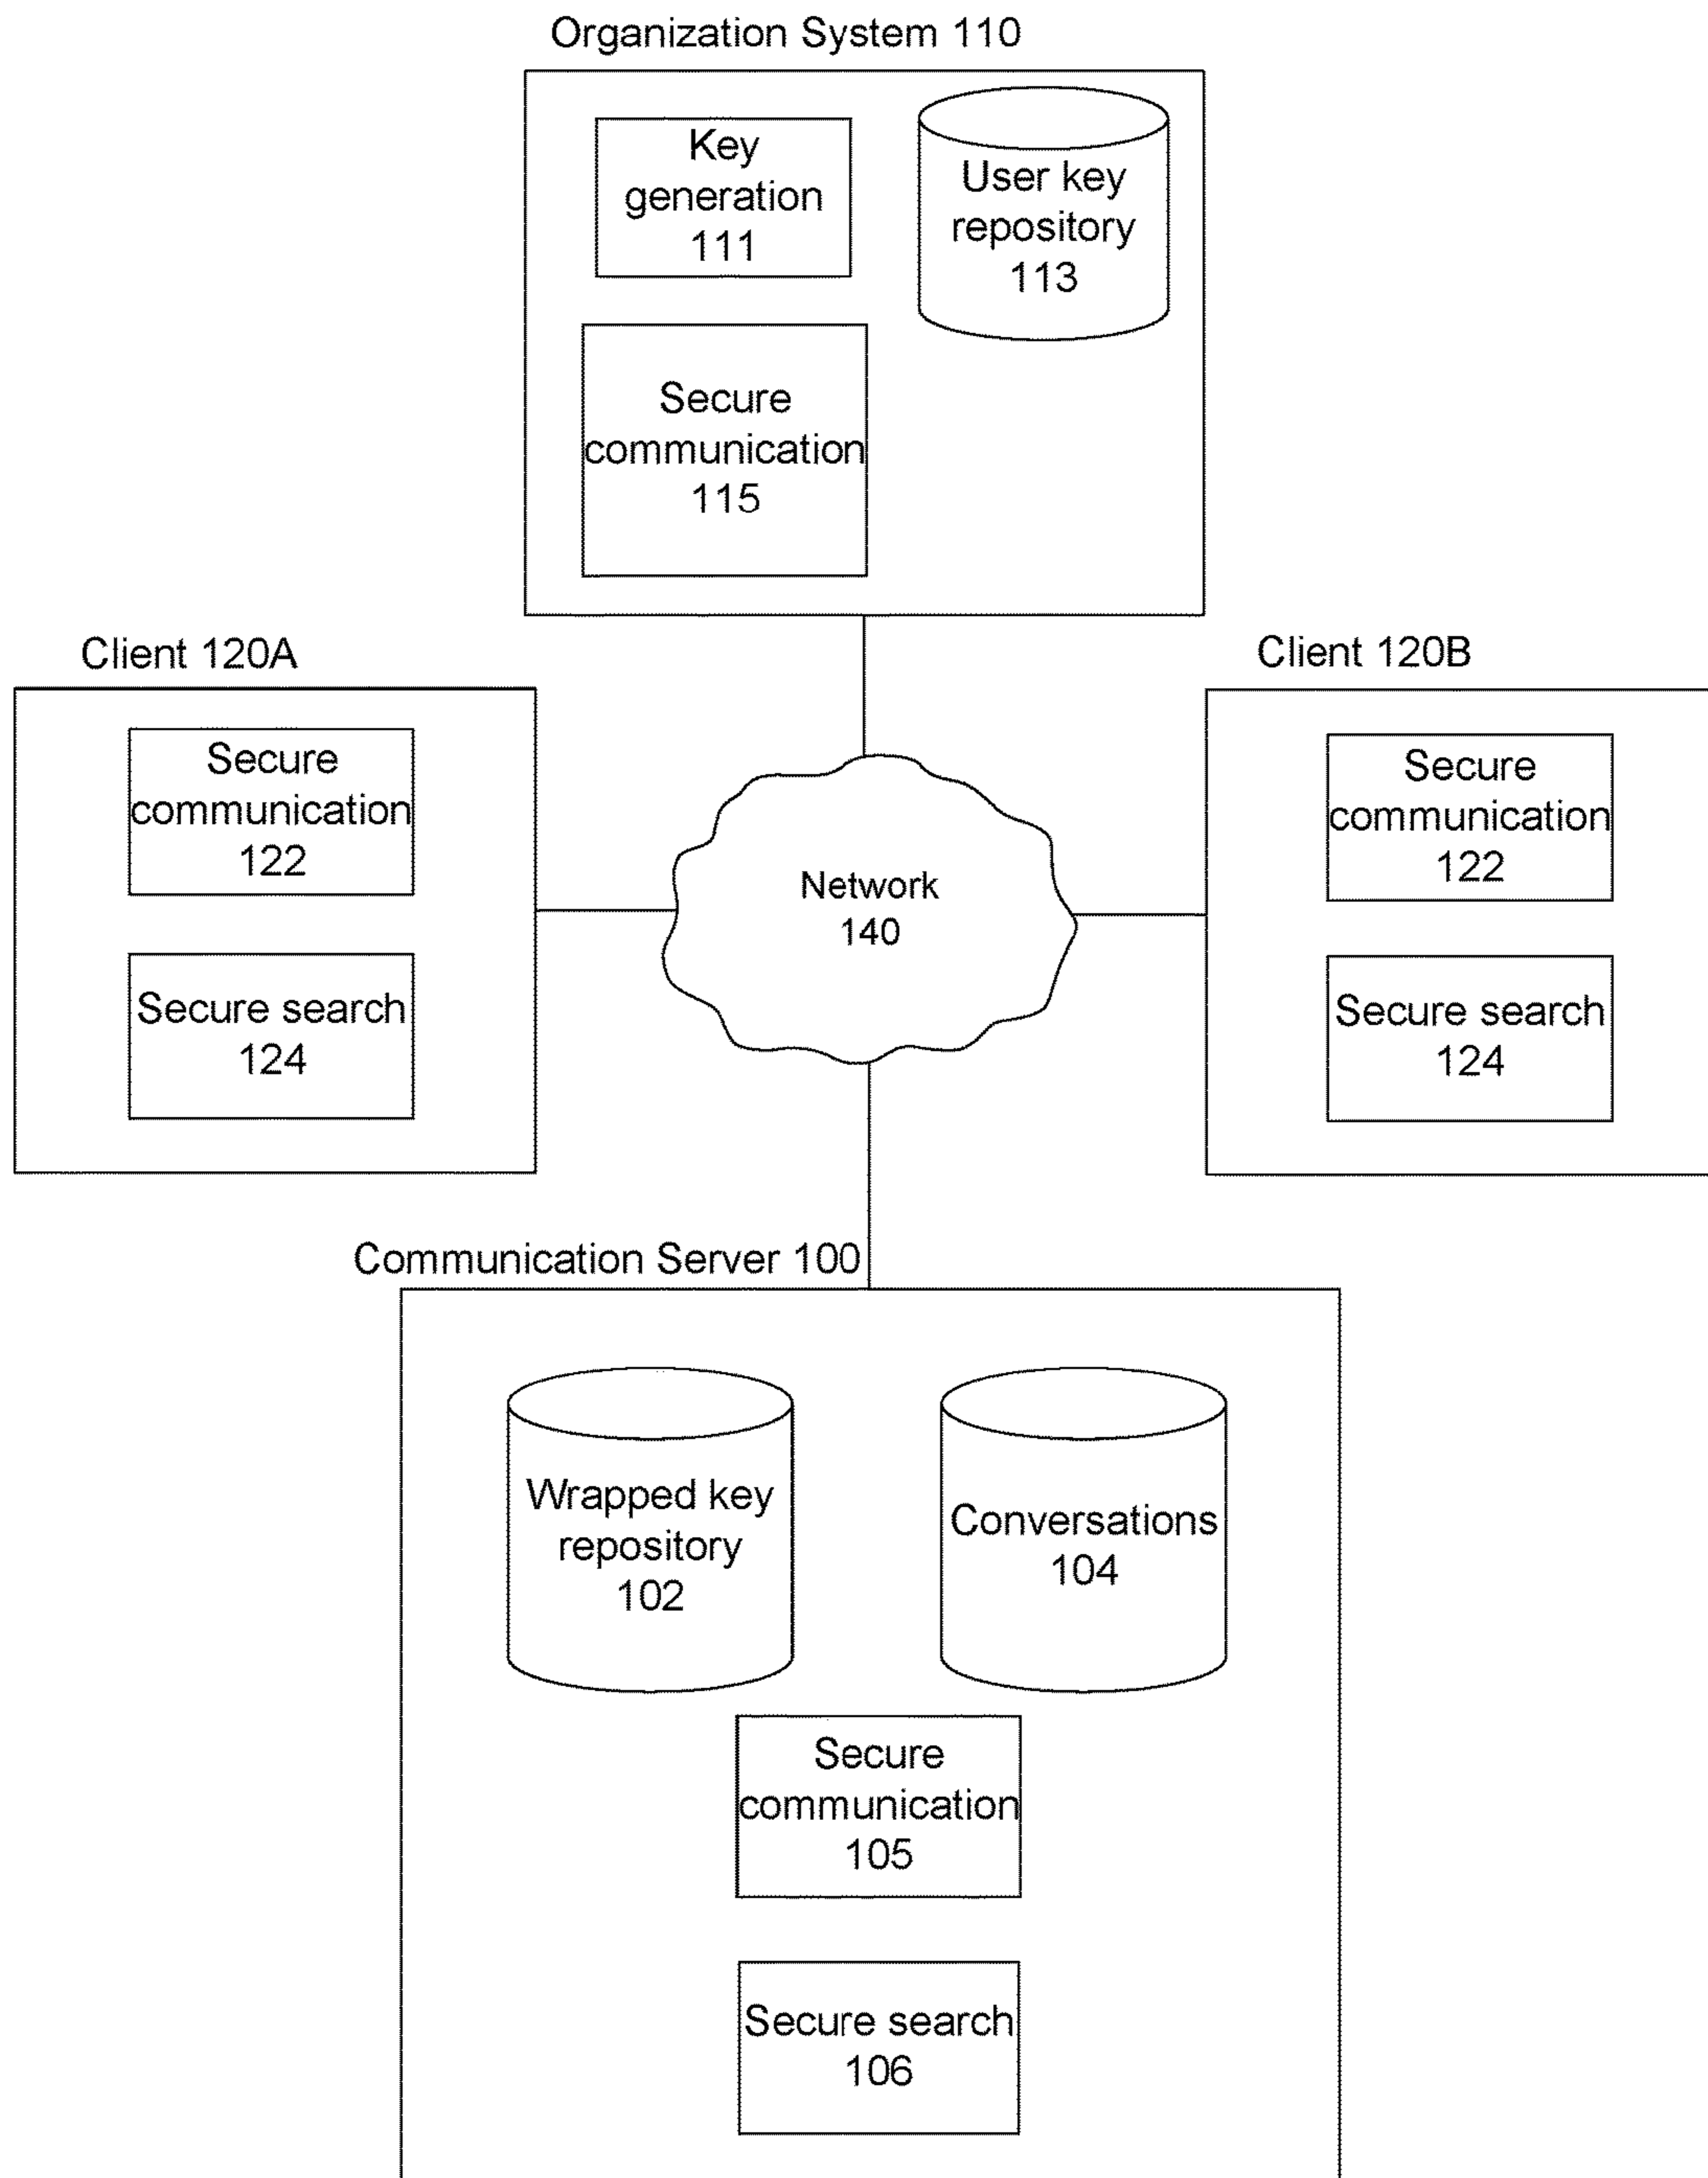 Organization System 110
Key
generation
111
User key
repository
113
Secure
communication
115
Client 120A
Secure
communication
122
Secure search
124
Network
140
Client 120B
Secure
communication
122
Secure search
124
Communication Server 100
Wrapped key
repository
102
Conversations
104
Secure
communication
105
Secure search
106